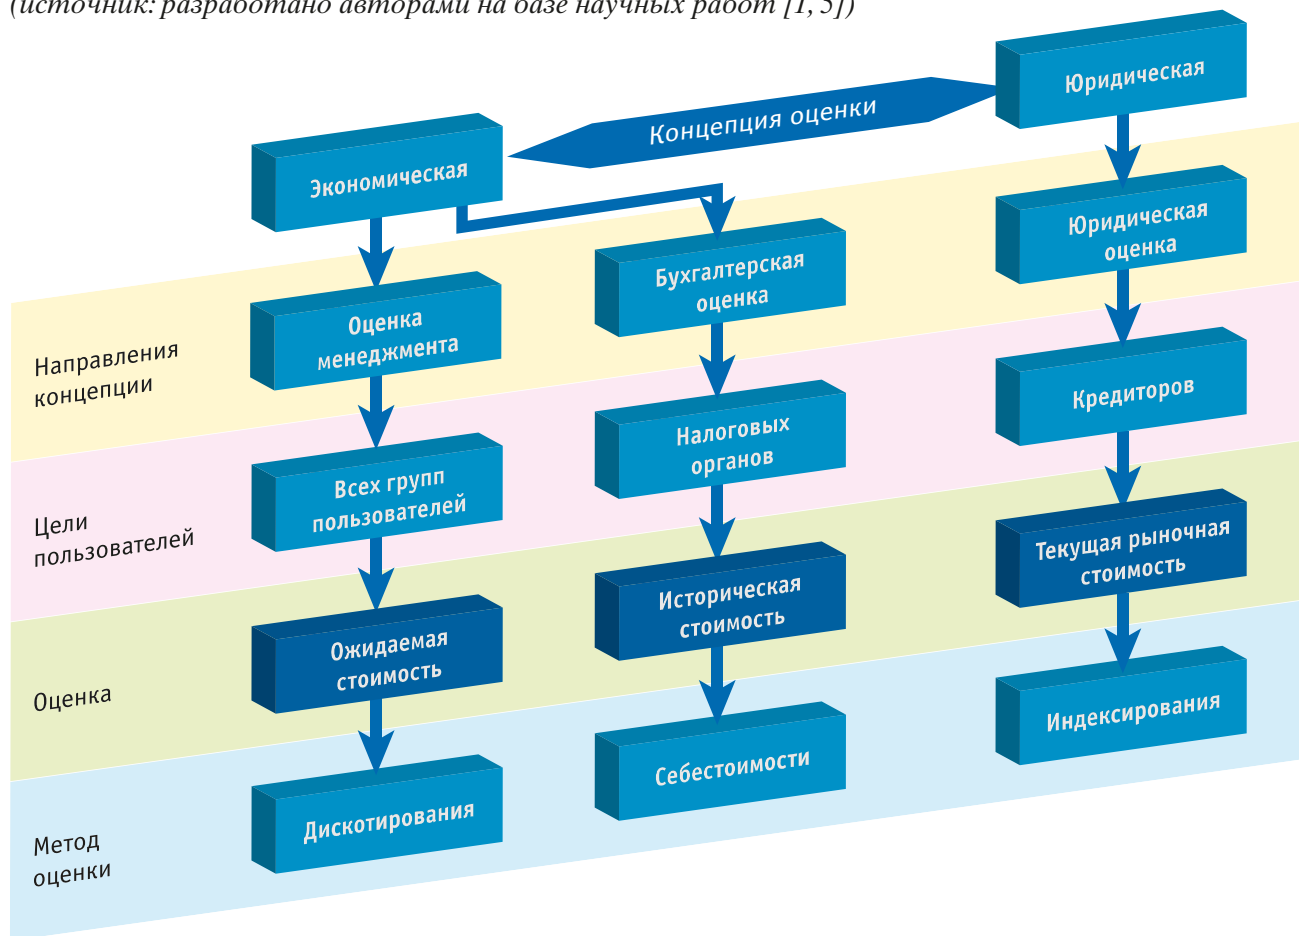 (источник: разработано авторами на базе научных работ [1, 5])
Юридическая
Концепция оценки
Экономическая
Направления
концепции
Оценка
менеджмента
Бухгалтерская
оценка
Юридическая
оценка
Цели
пользователей
Всех групп
пользователей
Налоговых
органов
Кредиторов
Оценка
Ожидаемая
стоимость
Историческая
стоимость
Текущая рыночная
стоимость
Метод
оценки
Дискотирования
Себестоимости
Индексирования